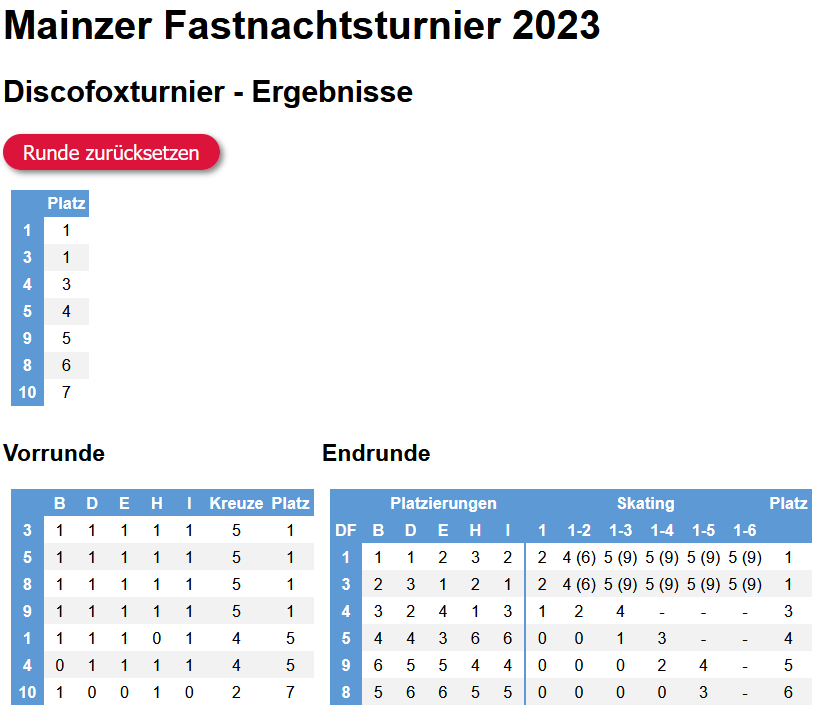 Mainzer Fastnachtsturnier 2023
Discofoxturnier - Ergebnisse
Runde zurücksetzen
Platz
1 1
3 1
4 3
5 4
9 5
8 6
10 7
Vorrunde
B D E H I Kreuze Platz
3 1 1 1 1 1 5 1
5 1 1 1 1 1 5 1
8 1 1 1 1 1 5 1
9 1 1 1 1 1 5 1
1 1 1 1 0 1 4 5
4 0 1 1 1 1 4 5
10 1 0 0 1 0 2 7
Endrunde
Platzierungen Skating Platz
DF B D E H I 1 1-2 1-3 1-4 1-5 1-6
1 1 1 2 3 2 2 4 (6) 5 (9) 5 (9) 5 (9) 5 (9) 1
3 2 3 1 2 1 2 4 (6) 5 (9) 5 (9) 5 (9) 5 (9) 1
4 3 2 4 1 3 1 2 4 - - - 3
5 4 4 3 6 6 0 0 1 3 - - 4
9 6 5 5 4 4 0 0 0 2 4 - 5
8 5 6 6 5 5 0 0 0 0 3 - 6